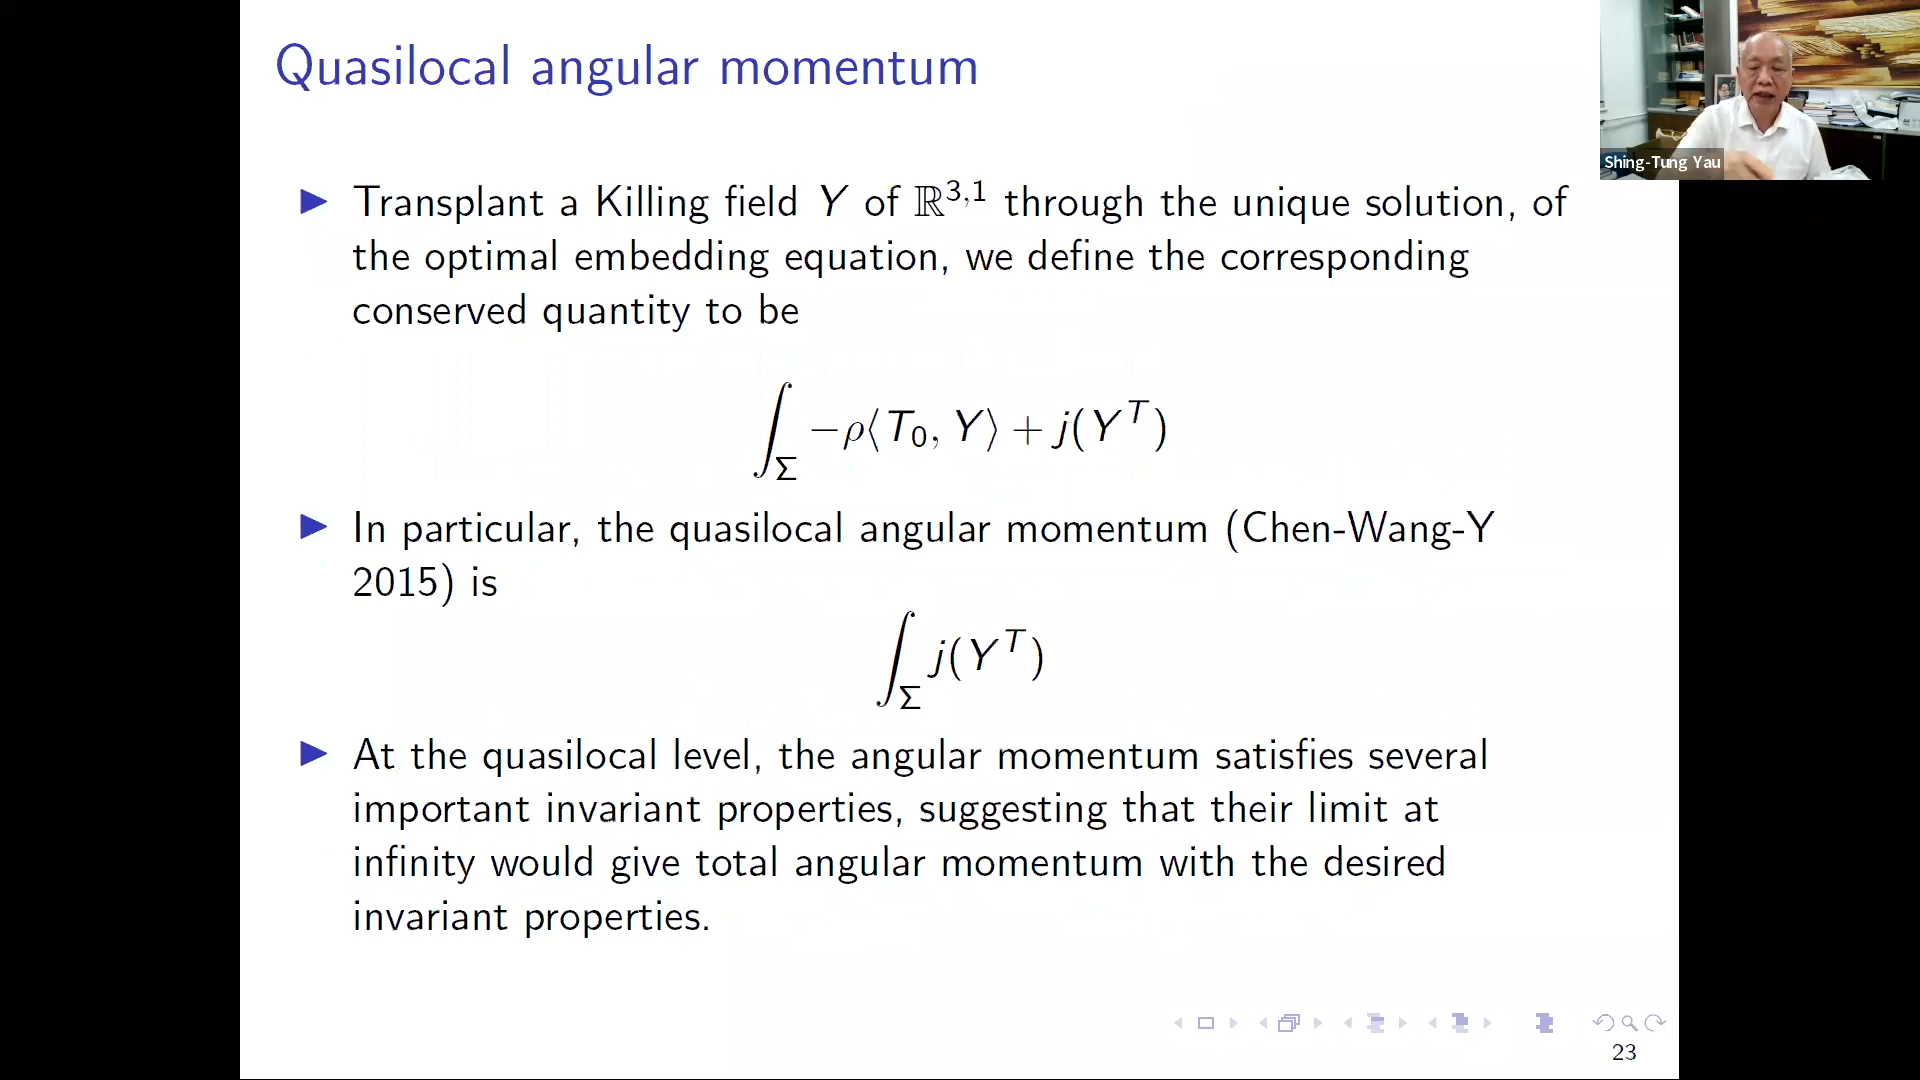 Quasilocal angular momentum
Shing-Tung Yau
▶ Transplant a Killing field Y of ℝ^{3,1} through the unique solution, of
the optimal embedding equation, we define the corresponding
conserved quantity to be
∫_Σ −ρ⟨T_0, Y⟩ + j(Y^T)
▶ In particular, the quasilocal angular momentum (Chen-Wang-Y
2015) is
∫_Σ j(Y^T)
▶ At the quasilocal level, the angular momentum satisfies several
important invariant properties, suggesting that their limit at
infinity would give total angular momentum with the desired
invariant properties.
23